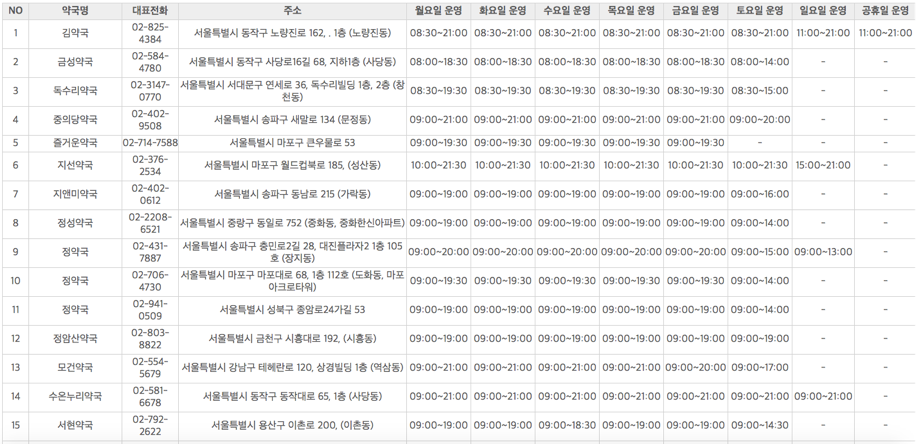 NO 약국명 대표전화 주소 월요일 운영 화요일 운영 수요일 운영 목요일 운영 금요일 운영 토요일 운영 일요일 운영 공휴일 운영
1 김약국 02-825-4384 서울특별시 동작구 노량진로 162, . 1층 (노량진동) 08:30~21:00 08:30~21:00 08:30~21:00 08:30~21:00 08:30~21:00 08:30~21:00 11:00~21:00 11:00~21:00
2 금성약국 02-584-4780 서울특별시 동작구 사당로16길 68, 지하1층 (사당동) 08:00~18:30 08:00~18:30 08:00~18:30 08:00~18:30 08:00~18:30 08:00~14:00 - -
3 독수리약국 02-3147-0770 서울특별시 서대문구 연세로 36, 독수리빌딩 1층, 2층 (창천동) 08:30~19:30 08:30~19:30 08:30~19:30 08:30~19:30 08:30~19:30 08:30~15:00 - -
4 중의당약국 02-402-9508 서울특별시 송파구 새말로 134 (문정동) 09:00~21:00 09:00~21:00 09:00~21:00 09:00~21:00 09:00~21:00 09:00~20:00 - -
5 즐거운약국 02-714-7588 서울특별시 마포구 큰우물로 53 09:00~19:30 09:00~19:30 09:00~19:30 09:00~19:30 09:00~19:30 - - -
6 지선약국 02-376-2534 서울특별시 마포구 월드컵북로 185, (성산동) 10:00~21:30 10:00~21:30 10:00~21:30 10:00~21:30 10:00~21:30 10:00~21:30 15:00~21:00 -
7 지앤미약국 02-402-0612 서울특별시 송파구 동남로 215 (가락동) 09:00~19:00 09:00~19:00 09:00~19:00 09:00~19:00 09:00~19:00 09:00~16:00 - -
8 정성약국 02-2208-6521 서울특별시 중랑구 동일로 752 (중화동, 중화한신아파트) 09:00~19:00 09:00~19:00 09:00~19:00 09:00~19:00 09:00~19:00 09:00~14:00 - -
9 정약국 02-431-7887 서울특별시 송파구 충민로2길 28, 대진플라자2 1층 105호 (장지동) 09:00~20:00 09:00~20:00 09:00~20:00 09:00~20:00 09:00~20:00 09:00~15:00 09:00~13:00 -
10 정약국 02-706-4730 서울특별시 마포구 마포대로 68, 1층 112호 (도화동, 마포아크로타워) 09:00~19:30 09:00~19:30 09:00~19:30 09:00~19:30 09:00~19:30 09:00~14:00 - -
11 정약국 02-941-0509 서울특별시 성북구 종암로24가길 53 09:00~19:00 09:00~19:00 09:00~19:00 09:00~19:00 09:00~19:00 09:00~14:00 - -
12 정암산약국 02-803-8822 서울특별시 금천구 시흥대로 192, (시흥동) 09:00~19:00 09:00~19:00 09:00~19:00 09:00~19:00 09:00~19:00 09:00~19:00 - -
13 모건약국 02-554-5679 서울특별시 강남구 테헤란로 120, 상경빌딩 1층 (역삼동) 09:00~21:00 09:00~21:00 09:00~21:00 09:00~21:00 09:00~20:00 09:00~17:00 - -
14 수온누리약국 02-581-6678 서울특별시 동작구 동작대로 65, 1층 (사당동) 09:00~21:00 09:00~21:00 09:00~21:00 09:00~21:00 09:00~21:00 09:00~21:00 09:00~21:00 -
15 서현약국 02-792-2622 서울특별시 용산구 이촌로 200, (이촌동) 09:00~19:00 09:00~19:00 09:00~18:30 09:00~19:00 09:00~19:00 09:00~14:30 - -